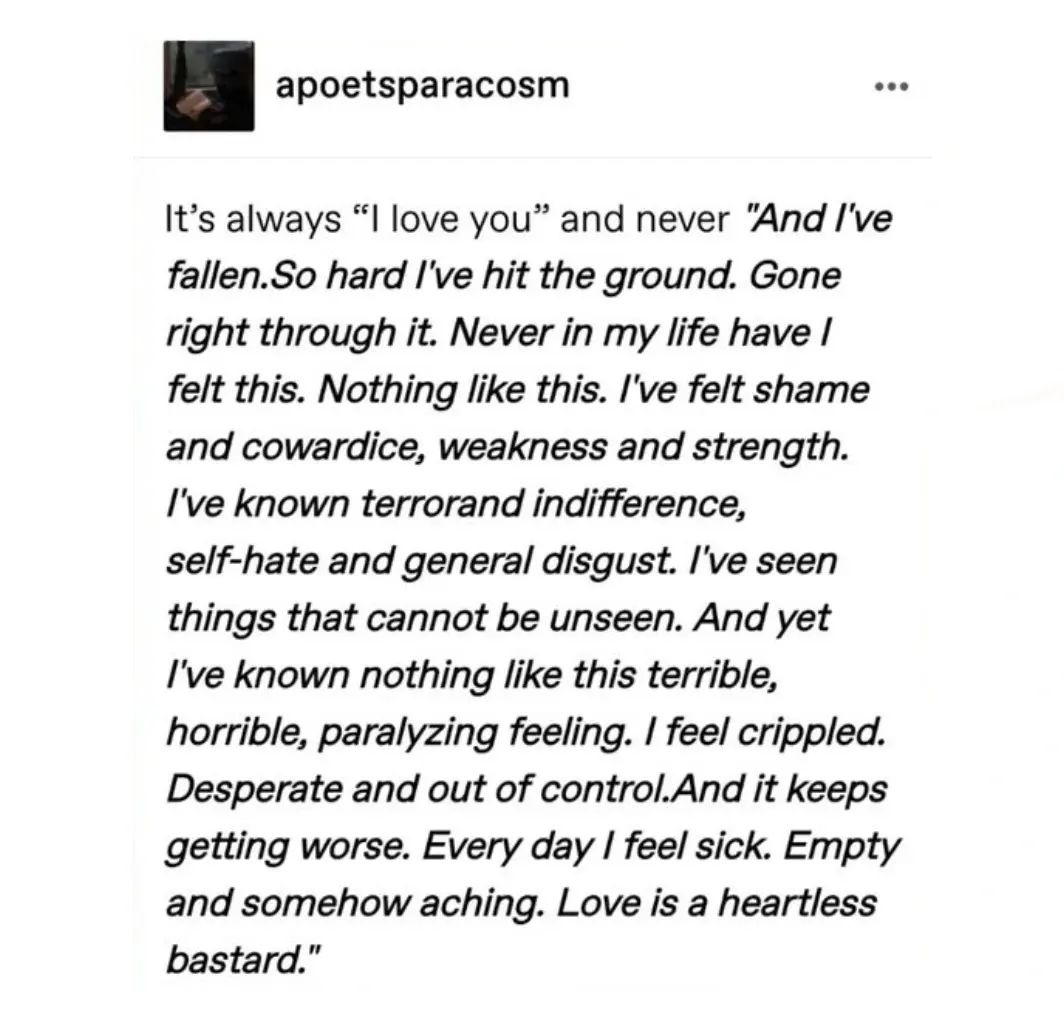 apoetsparacosm
It's always “I love you” and never "And I've
fallen.So hard I've hit the ground. Gone
right through it. Never in my life have I
felt this. Nothing like this. I've felt shame
and cowardice, weakness and strength.
I've known terrorand indifference,
self-hate and general disgust. I've seen
things that cannot be unseen. And yet
I've known nothing like this terrible,
horrible, paralyzing feeling. I feel crippled.
Desperate and out of control.And it keeps
getting worse. Every day I feel sick. Empty
and somehow aching. Love is a heartless
bastard."